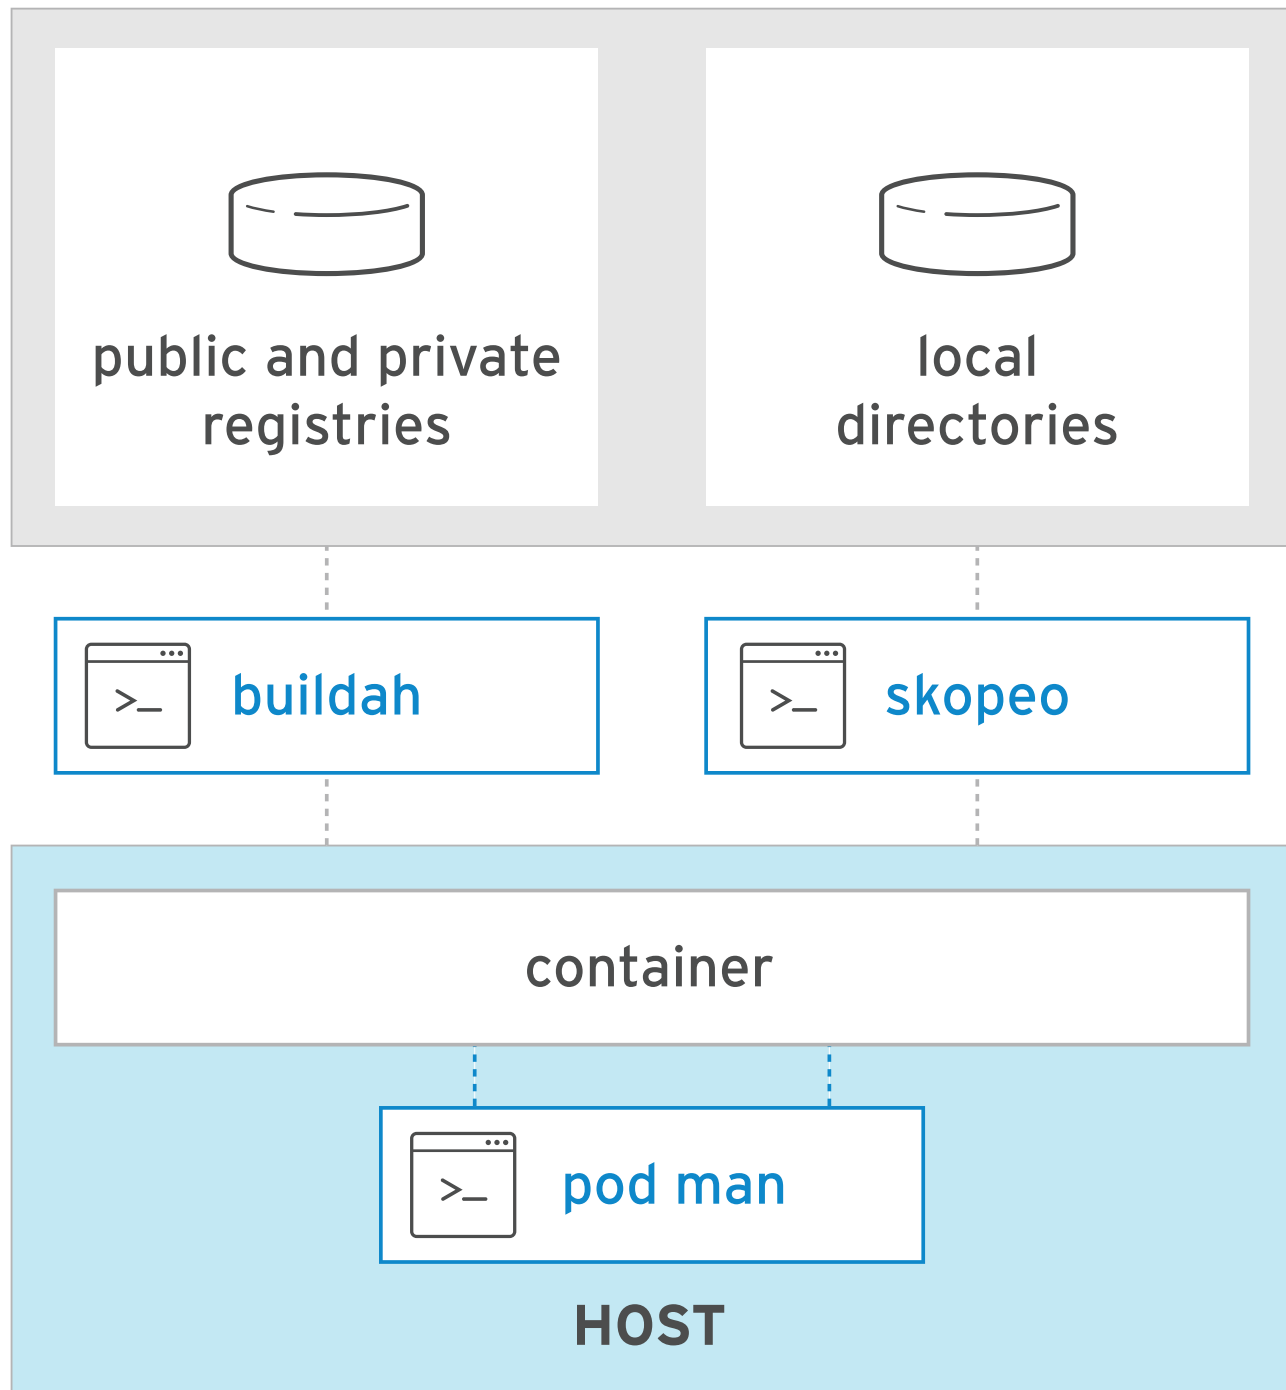 public and private
registries
local
directories
>_ buildah
>_ skopeo
container
>_ pod man
HOST